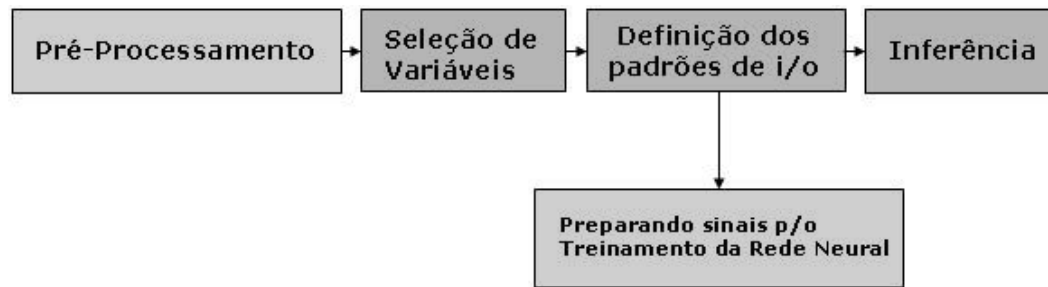 Pré-Processamento
Seleção de
Variáveis
Definição dos
padrões de i/o
Inferência
Preparando sinais p/o
Treinamento da Rede Neural